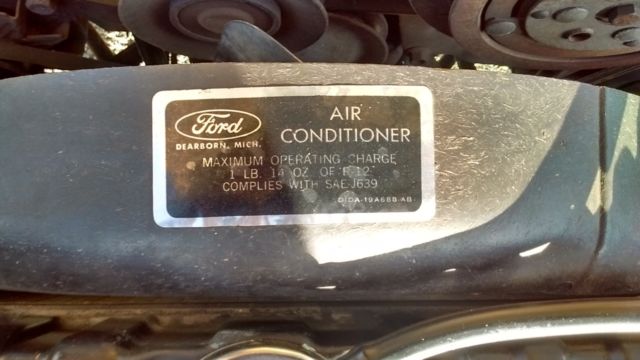 Ford
DEARBORN, MICH.
AIR
CONDITIONER
MAXIMUM OPERATING CHARGE
1 LB. 14 OZ OF F-12
COMPLIES WITH SAE J639
DIDA-19A688-AB